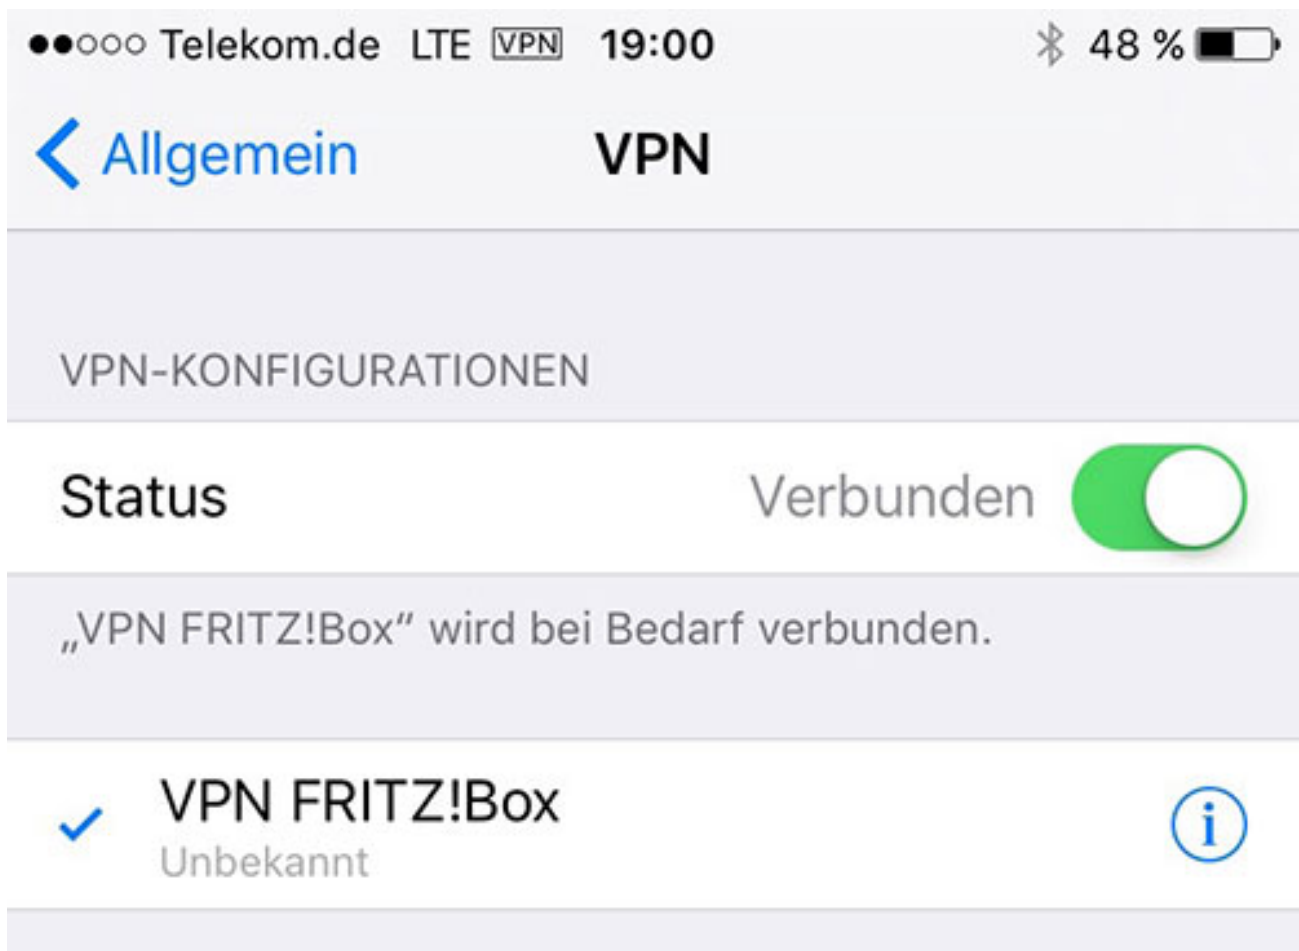 Telekom.de LTE VPN 19:00 48 %
Allgemein VPN
VPN-KONFIGURATIONEN
Status Verbunden
„VPN FRITZ!Box“ wird bei Bedarf verbunden.
VPN FRITZ!Box
Unbekannt